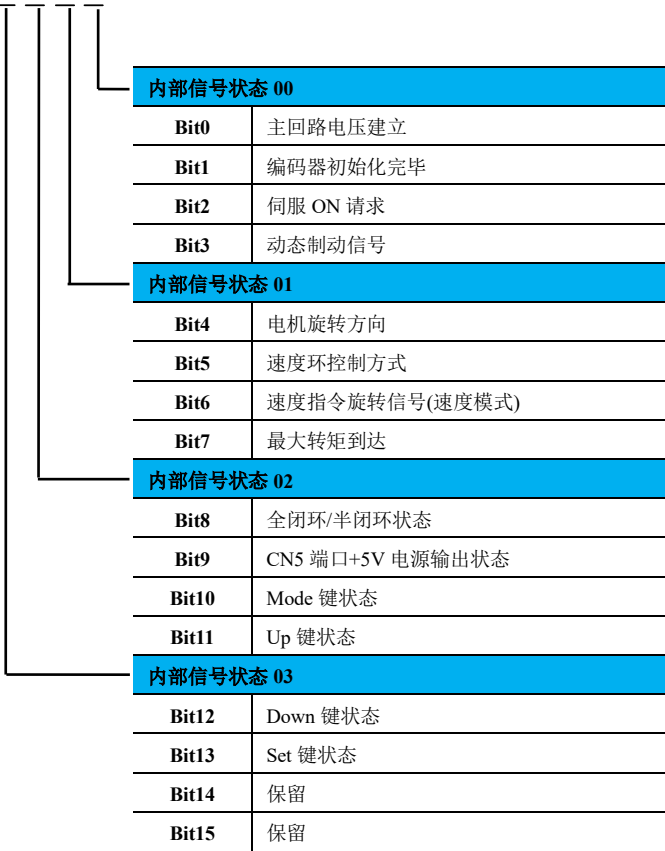 内部信号状态 00
Bit0 主回路电压建立
Bit1 编码器初始化完毕
Bit2 伺服 ON 请求
Bit3 动态制动信号
内部信号状态 01
Bit4 电机旋转方向
Bit5 速度环控制方式
Bit6 速度指令旋转信号(速度模式)
Bit7 最大转矩到达
内部信号状态 02
Bit8 全闭环/半闭环状态
Bit9 CN5 端口+5V 电源输出状态
Bit10 Mode 键状态
Bit11 Up 键状态
内部信号状态 03
Bit12 Down 键状态
Bit13 Set 键状态
Bit14 保留
Bit15 保留